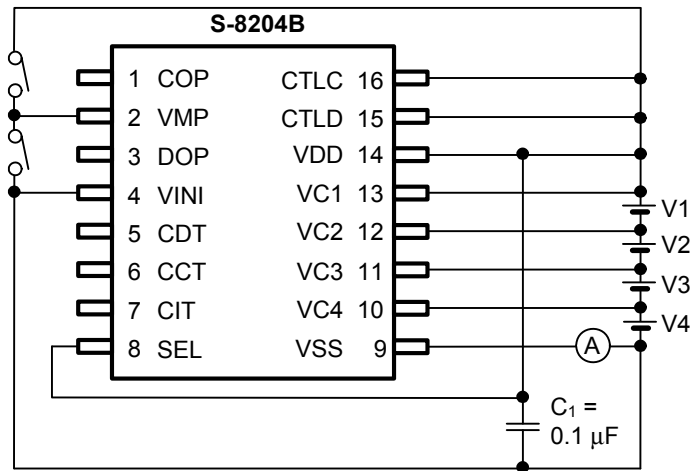 S-8204B
1 COP CTLC 16
2 VMP CTLD 15
3 DOP VDD 14
4 VINI VC1 13
5 CDT VC2 12
6 CCT VC3 11
7 CIT VC4 10
8 SEL VSS 9
V1
V2
V3
V4
A
C₁ =
0.1 μF